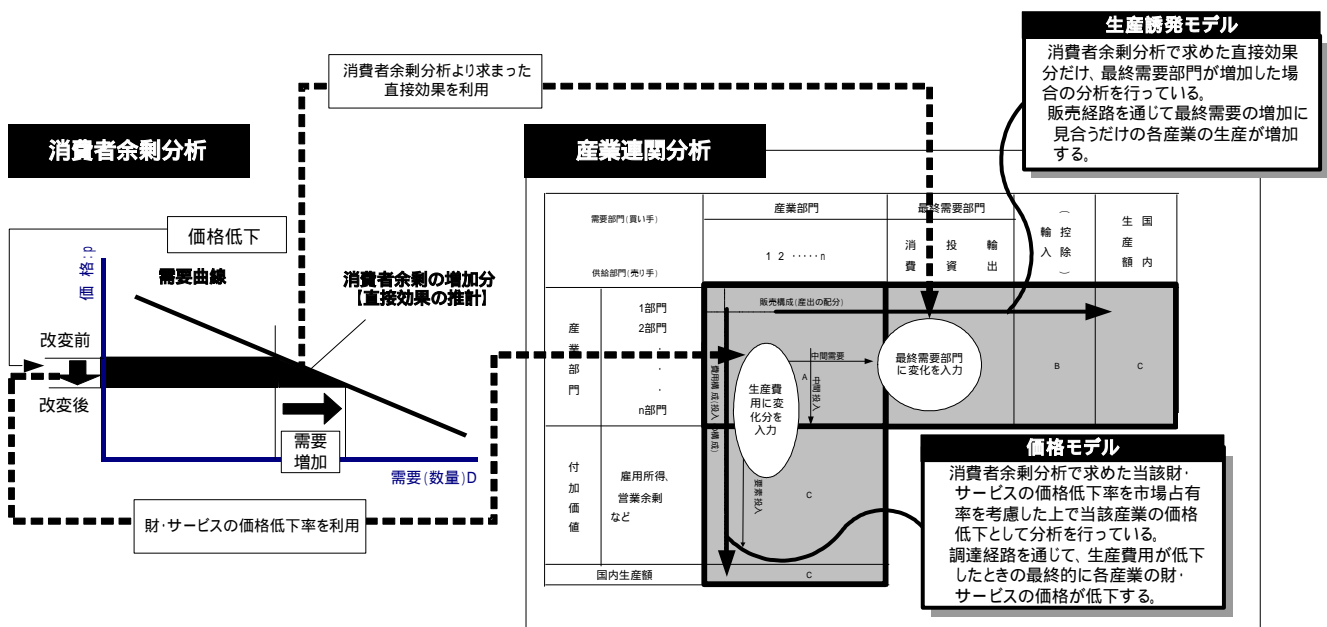 生産誘発モデル
消費者余剰分析で求めた直接効果
分だけ、最終需要部門が増加した場
合の分析を行っている。
販売経路を通じて最終需要の増加に
見合うだけの各産業の生産が増加
する。
消費者余剰分析より求まった
直接効果を利用
消費者余剰分析
産業連関分析
価格低下
価格:p
需要曲線
消費者余剰の増加分
【直接効果の推計】
改変前
改変後
需要
増加
需要(数量)D
財・サービスの価格低下率を利用
需要部門(買い手)
供給部門(売り手)
産業部門
1 2 ・・・・・n
最終需要部門
消費
投資
輸出
(控除)
輸入
国内
生産額
産業部門
1部門
2部門
・
・
・
n部門
販売構成(産出の配分)
費用構成(投入の構成)
中間需要
A
中間投入
生産費
用に変
化分を
入力
最終需要部門
に変化を入力
B
C
付加価値
雇用所得、
営業余剰
など
要素投入
C
国内生産額
C
価格モデル
消費者余剰分析で求めた当該財・
サービスの価格低下率を市場占有
率を考慮した上で当該産業の価格
低下として分析を行っている。
調達経路を通じて、生産費用が低下
したときの最終的に各産業の財・
サービスの価格が低下する。